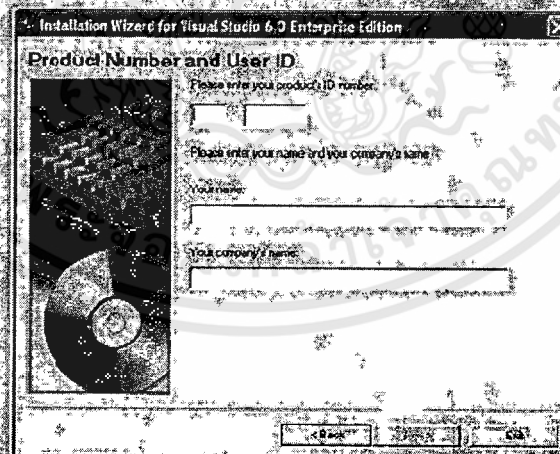 Installation Wizard for Visual Studio 6.0 Enterprise Edition
Product Number and User ID
Please enter your product's ID number:
Please enter your name and your company's name
Your name:
Your company's name:
< Back
Exit